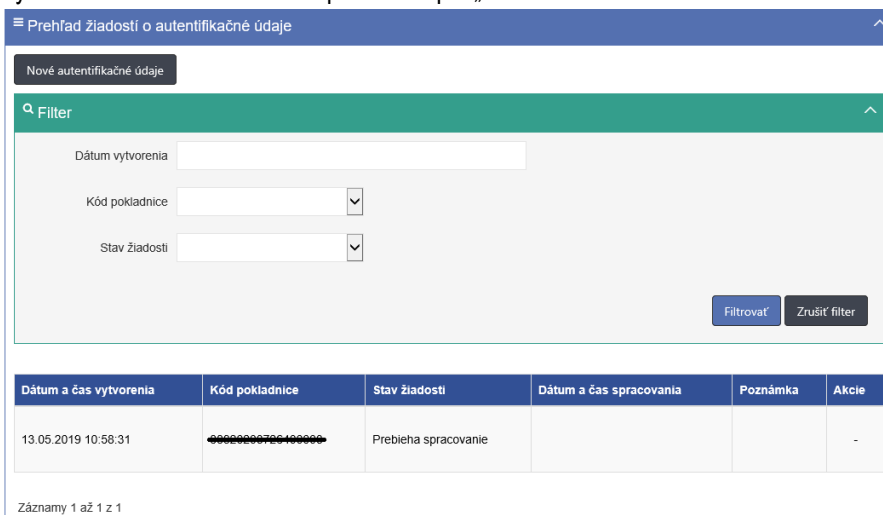 Prehľad žiadostí o autentifikačné údaje
Nové autentifikačné údaje
Filter
Dátum vytvorenia
Kód pokladnice
Stav žiadosti
Filtrovať Zrušiť filter
Dátum a čas vytvorenia Kód pokladnice Stav žiadosti Dátum a čas spracovania Poznámka Akcie
13.05.2019 10:58:31 Prebieha spracovanie -
Záznamy 1 až 1 z 1